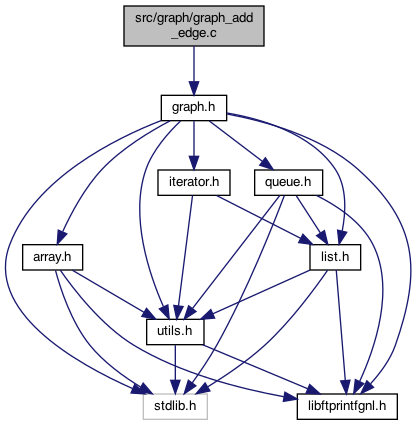 src/graph/graph_add
_edge.c
graph.h
iterator.h
queue.h
array.h
list.h
utils.h
stdlib.h
libftprintfgnl.h